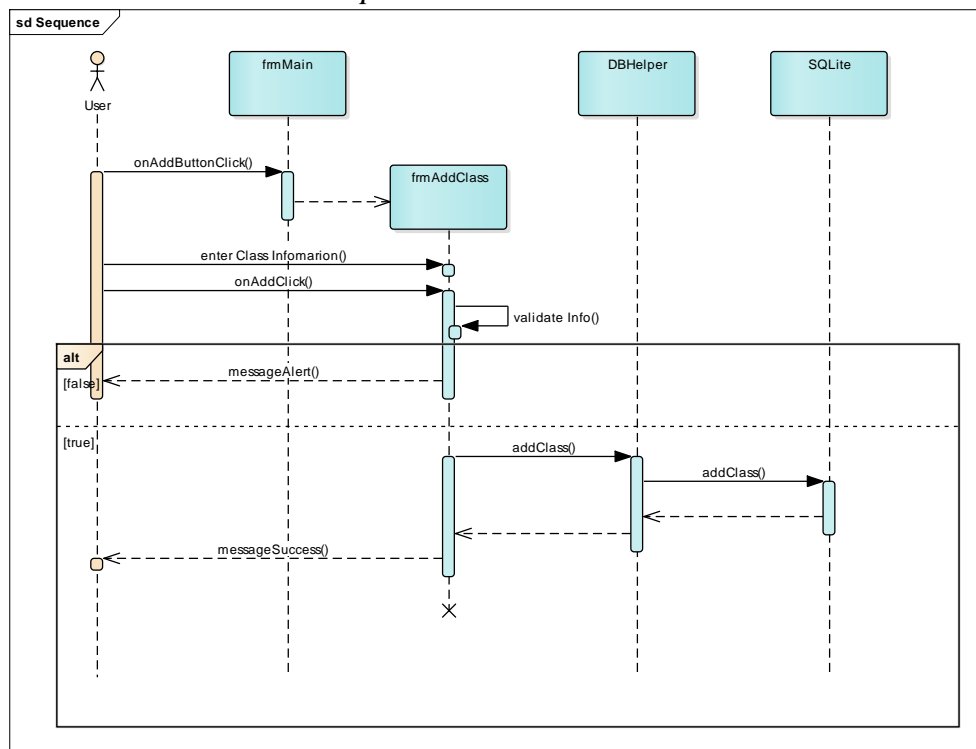 sd Sequence
User
frmMain
DBHelper
SQLite
onAddButtonClick()
frmAddClass
enter Class Infomarion()
onAddClick()
validate Info()
alt
[false]
messageAlert()
[true]
addClass()
addClass()
messageSuccess()